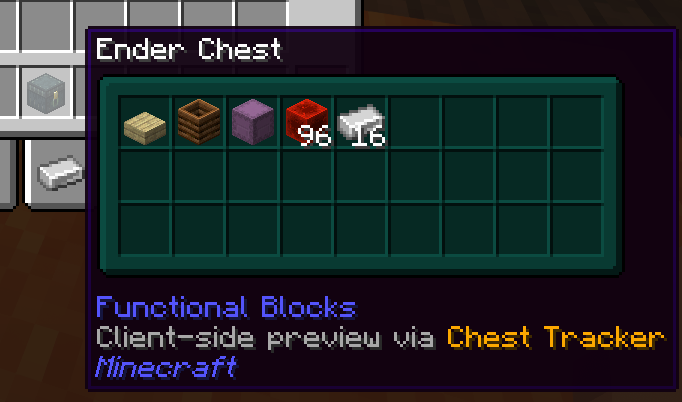 Ender Chest
96 16
Functional Blocks
Client-side preview via Chest Tracker
Minecraft